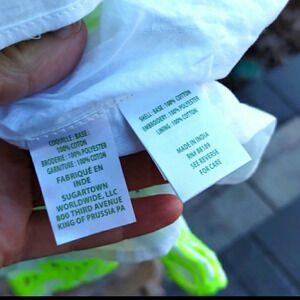 COQUILLE : BASE :
100% COTON
BRODERIE : 100% POLYESTER
GARNITURE : 100% COTON
FABRIQUÉ EN
INDE
SUGARTOWN
WORLDWIDE, LLC
800 THIRD AVENUE
KING OF PRUSSIA PA
SHELL : BASE : 100% COTTON
EMBROIDERY : 100% POLYESTER
LINING : 100% COTTON
MADE IN INDIA
RN# 88189
SEE REVERSE
FOR CARE